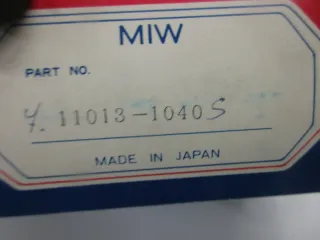 MIW
PART NO.
Y. 11013-1040S
MADE IN JAPAN